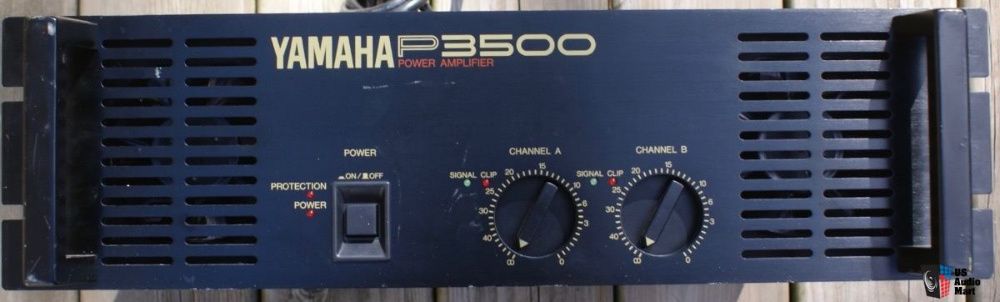 YAMAHA P3500
POWER AMPLIFIER
POWER
ON/OFF
PROTECTION
POWER
CHANNEL A
SIGNAL CLIP
∞ 40 30 25 20 15 10 6 3 0
CHANNEL B
SIGNAL CLIP
∞ 40 30 25 20 15 10 6 3 0
US
Audio
Mart